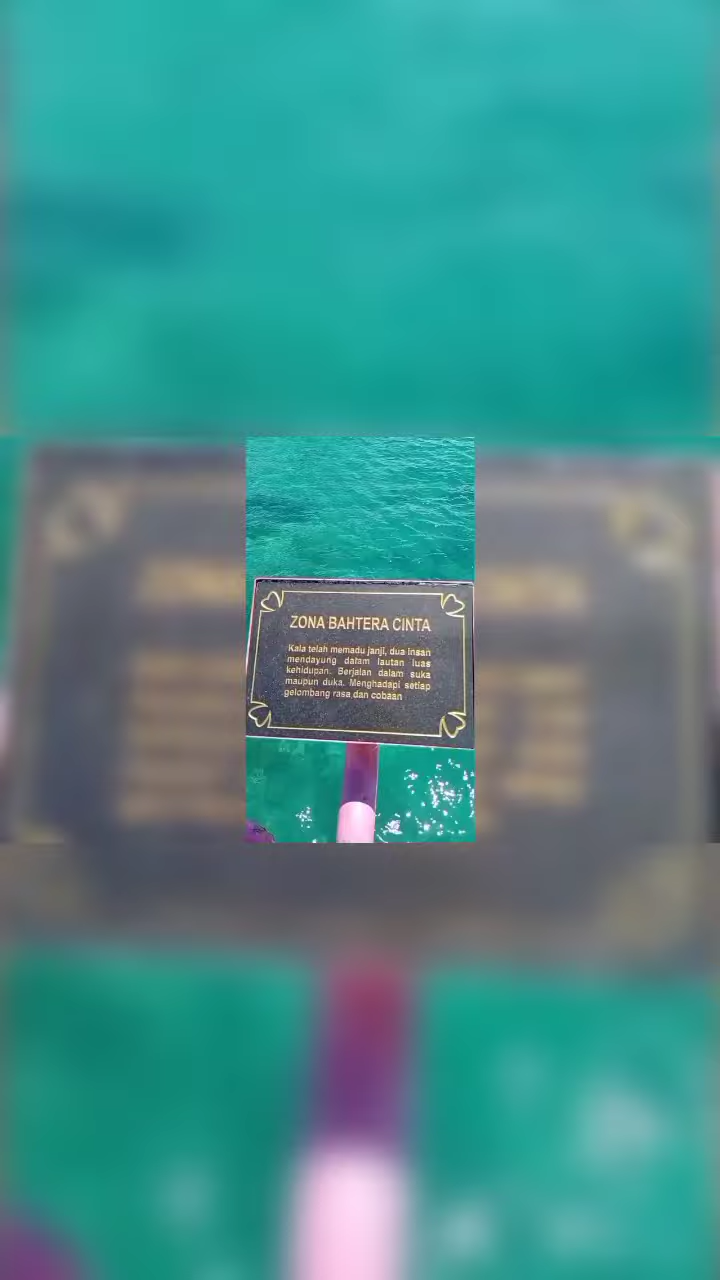 ZONA BAHTERA CINTA
Kala telah memadu janji, dua insan
mendayung dalam lautan luas
kehidupan. Berjalan dalam suka
maupun duka. Menghadapi setiap
gelombang rasa dan cobaan